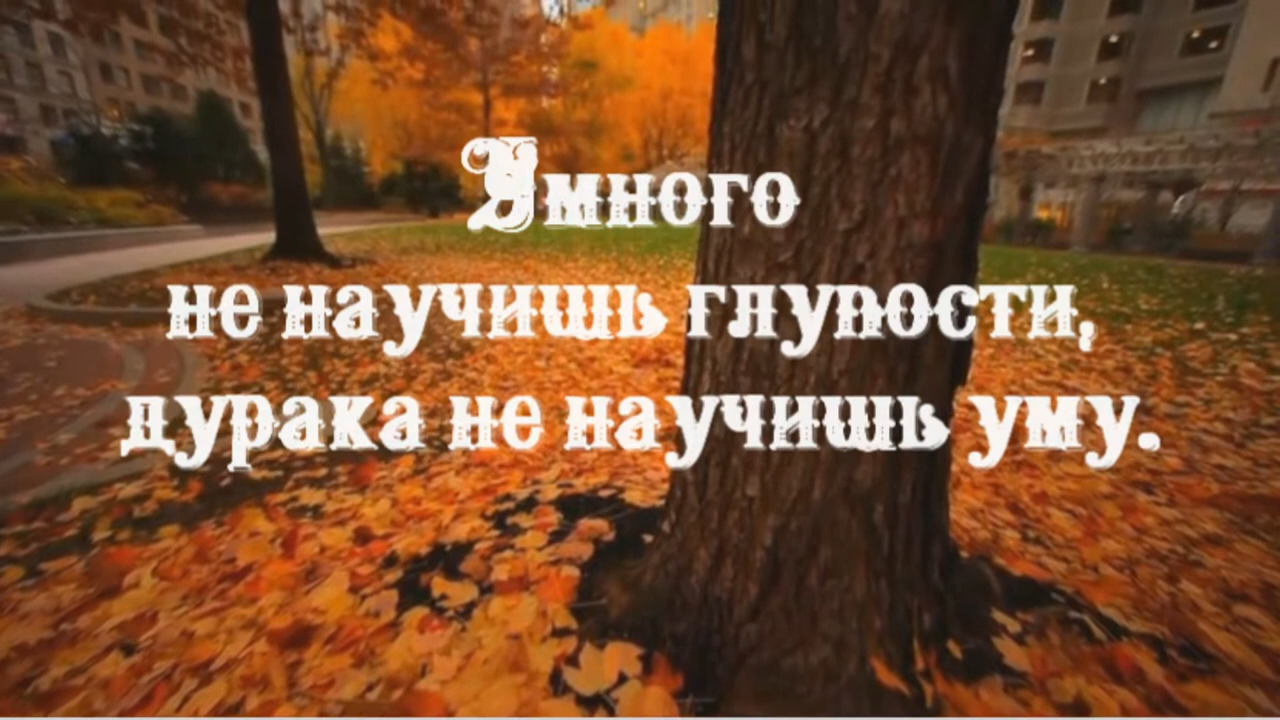 Умного
не научишь глупости,
дурака не научишь уму.